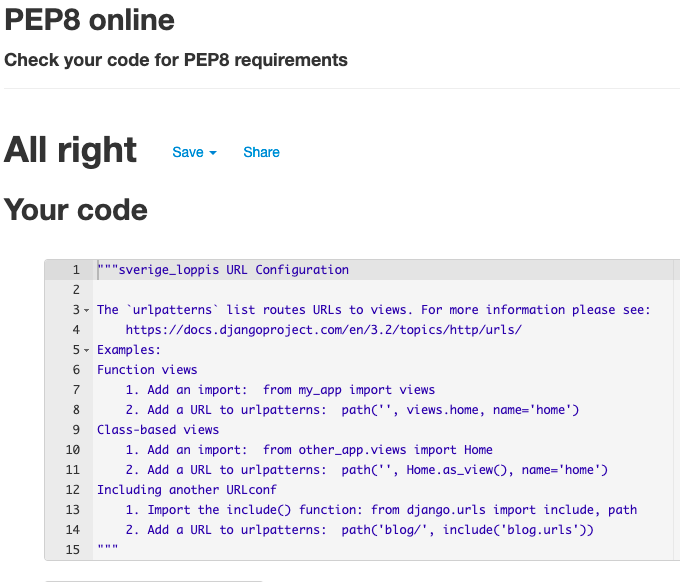 PEP8 online
Check your code for PEP8 requirements
All right Save Share
Your code
1 """sverige_loppis URL Configuration
2
3 The `urlpatterns` list routes URLs to views. For more information please see:
4     https://docs.djangoproject.com/en/3.2/topics/http/urls/
5 Examples:
6 Function views
7     1. Add an import:  from my_app import views
8     2. Add a URL to urlpatterns:  path('', views.home, name='home')
9 Class-based views
10     1. Add an import:  from other_app.views import Home
11     2. Add a URL to urlpatterns:  path('', Home.as_view(), name='home')
12 Including another URLconf
13     1. Import the include() function: from django.urls import include, path
14     2. Add a URL to urlpatterns:  path('blog/', include('blog.urls'))
15 """